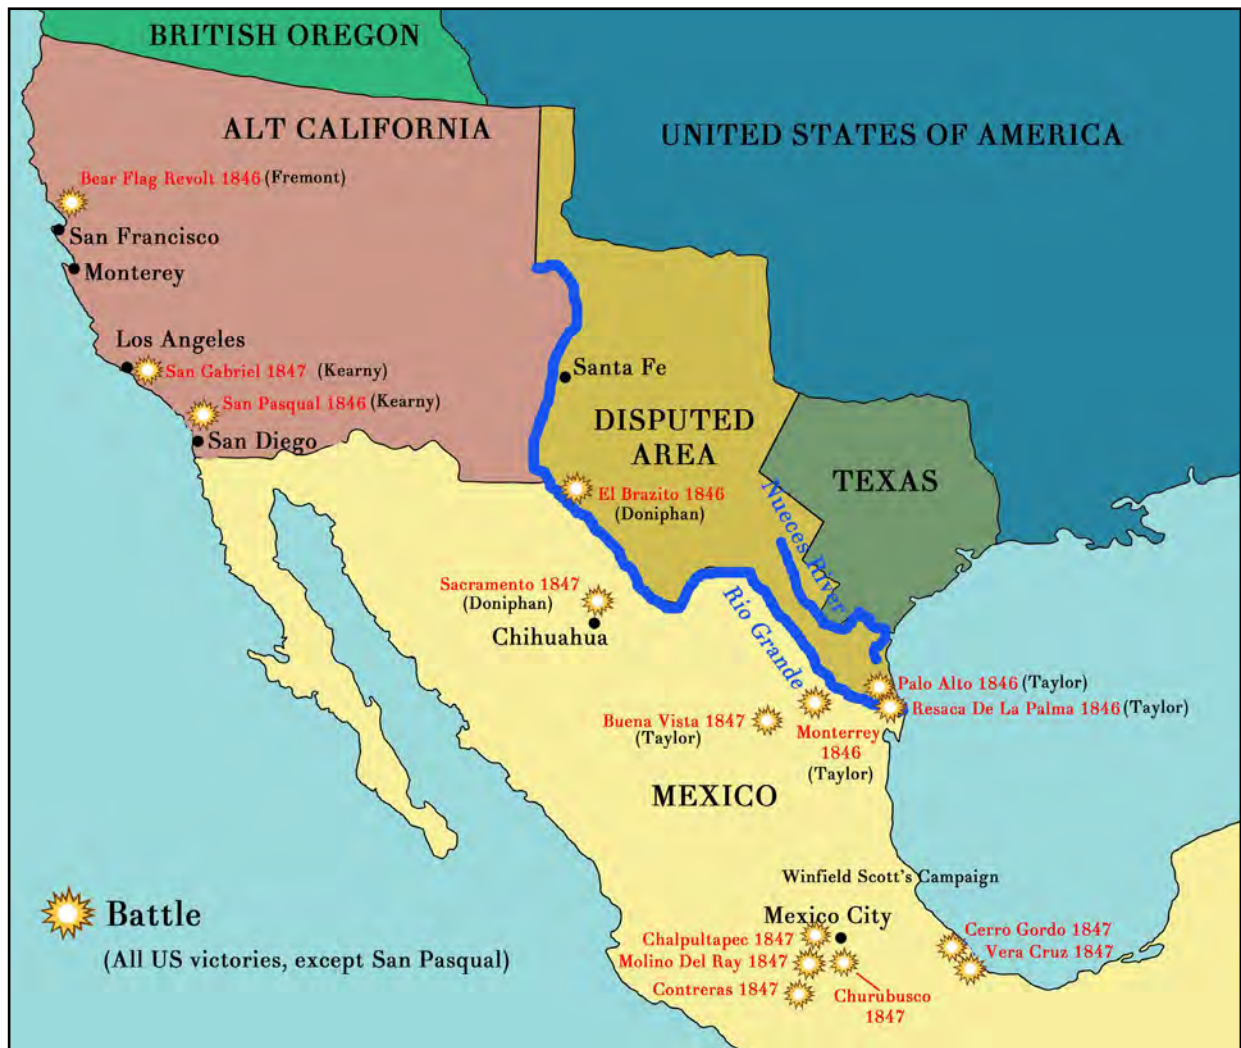 BRITISH OREGON
ALT CALIFORNIA
UNITED STATES OF AMERICA
Bear Flag Revolt 1846 (Fremont)
San Francisco
Monterey
Los Angeles
San Gabriel 1847 (Kearny)
San Pasqual 1846 (Kearny)
San Diego
Santa Fe
DISPUTED
AREA
TEXAS
El Brazito 1846
(Doniphan)
Nueces River
Sacramento 1847
(Doniphan)
Chihuahua
Rio Grande
Palo Alto 1846 (Taylor)
Resaca De La Palma 1846 (Taylor)
Buena Vista 1847
(Taylor)
Monterrey
1846
(Taylor)
MEXICO
Winfield Scott's Campaign
Mexico City
Chalpultapec 1847
Molino Del Ray 1847
Contreras 1847
Churubusco
1847
Cerro Gordo 1847
Vera Cruz 1847
Battle
(All US victories, except San Pasqual)